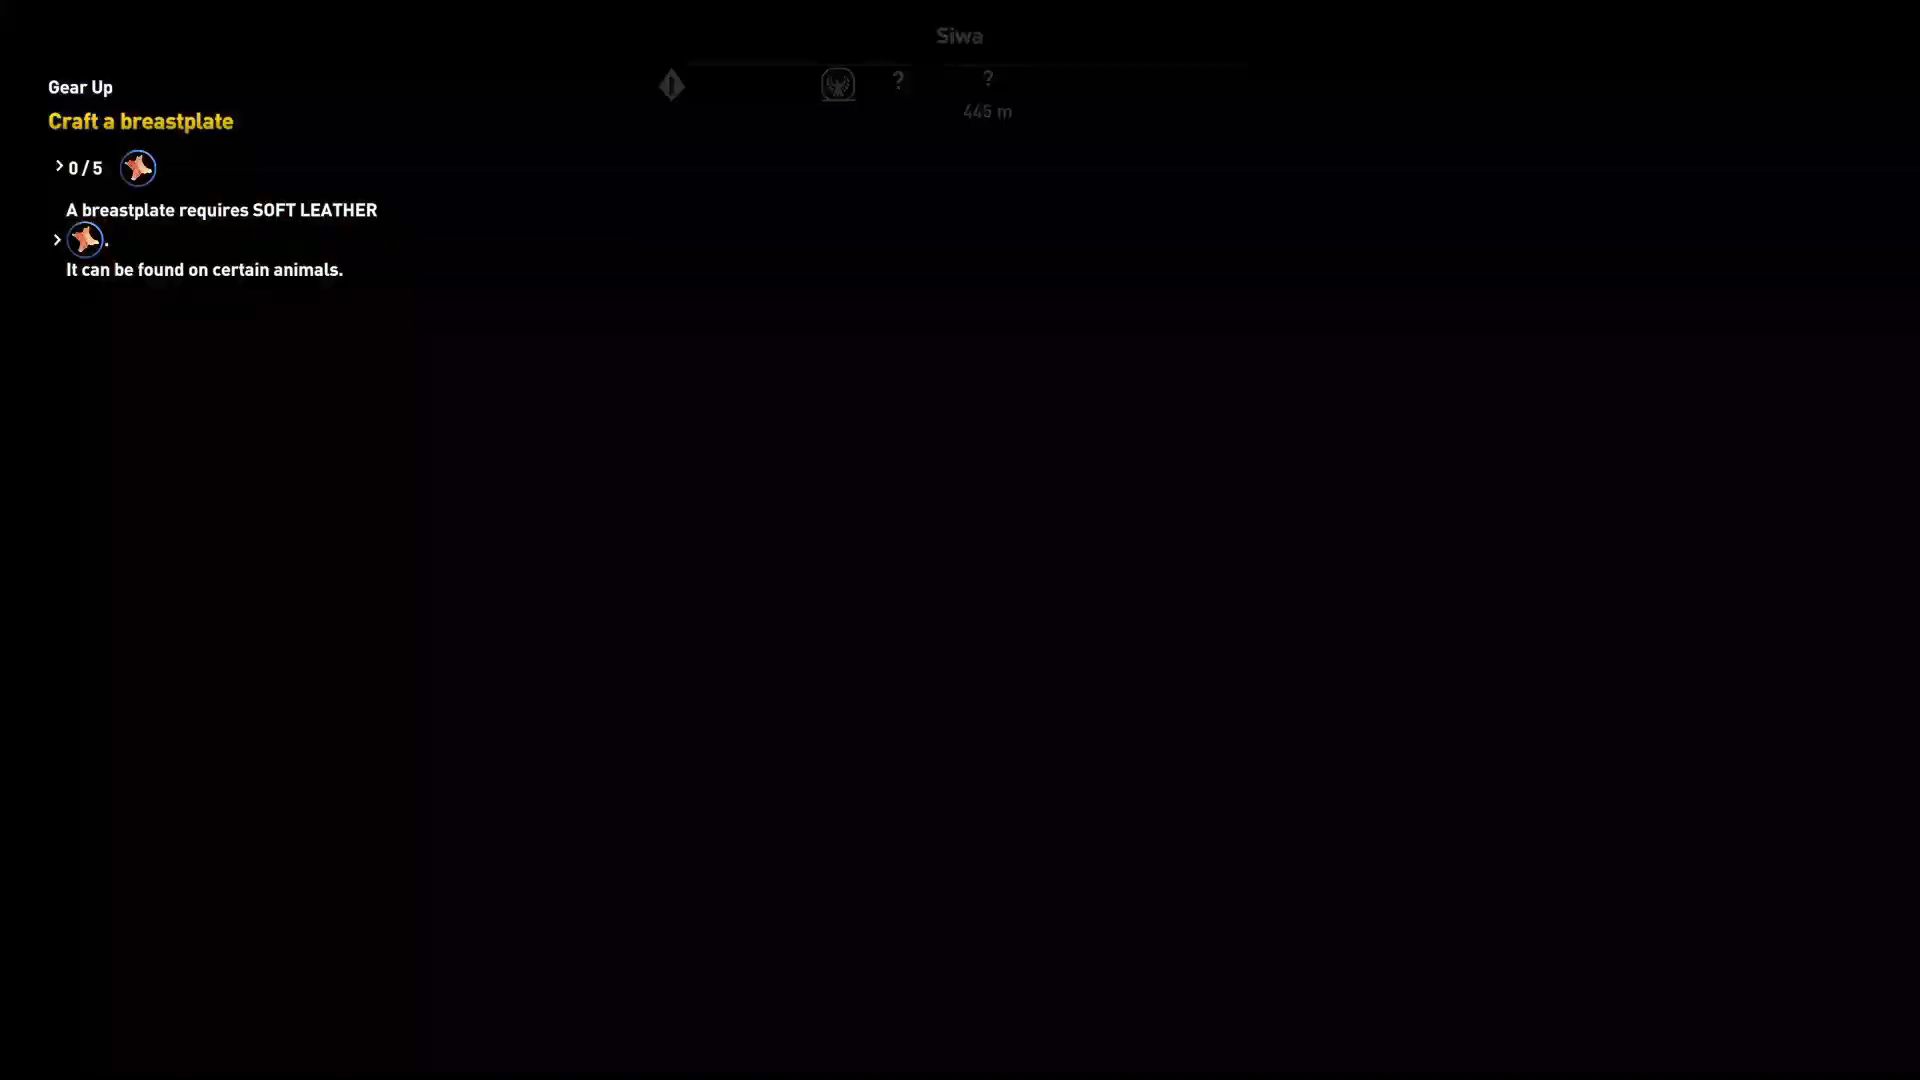 Siwa
? ?
445 m
Gear Up
Craft a breastplate
> 0 / 5
A breastplate requires SOFT LEATHER
> .
It can be found on certain animals.